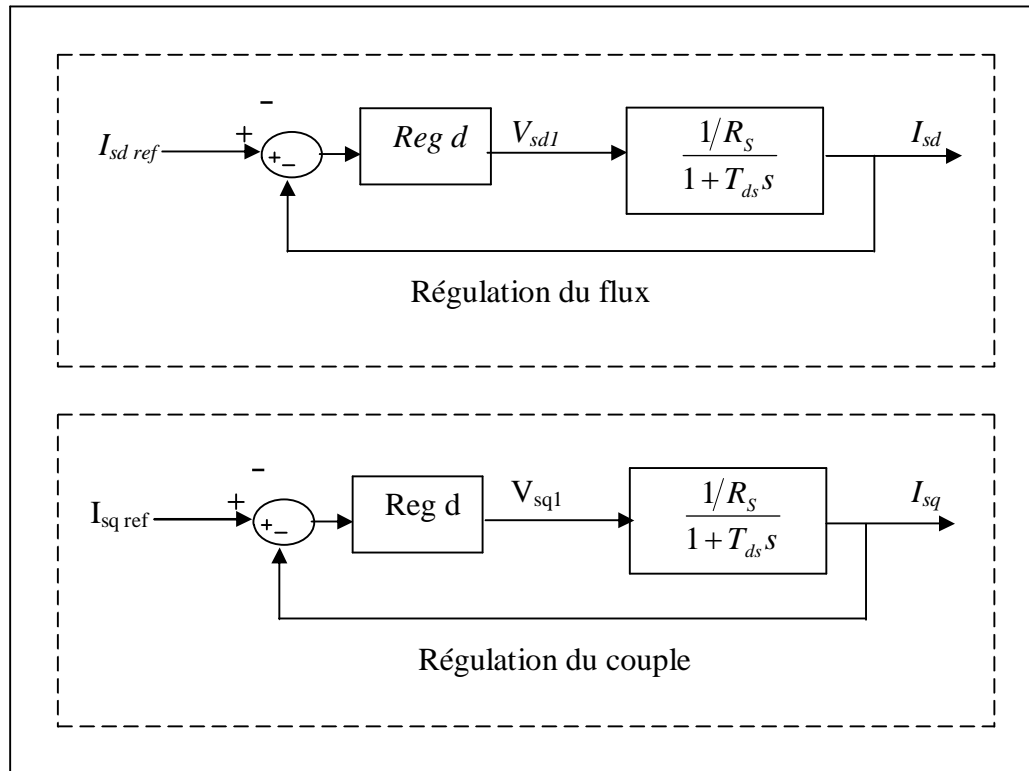 −
I_sd ref + +− Reg d V_sd1 1/R_S I_sd
1 + T_ds s
Régulation du flux
−
I_sq ref + +− Reg d V_sq1 1/R_S I_sq
1 + T_ds s
Régulation du couple